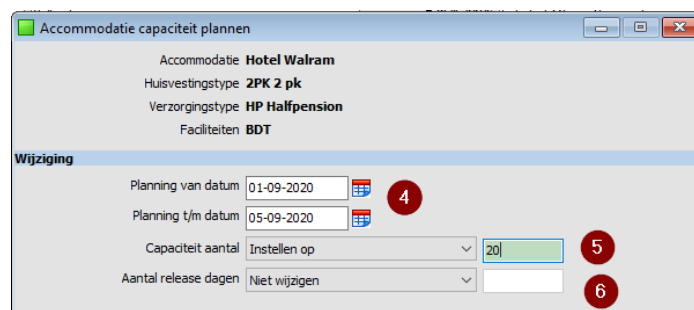 Accommodatie capaciteit plannen
Accommodatie Hotel Walram
Huisvestingstype 2PK 2 pk
Verzorgingstype HP Halfpension
Faciliteiten BDT
Wijziging
Planning van datum 01-09-2020
4
Planning t/m datum 05-09-2020
Capaciteit aantal Instellen op 20 5
Aantal release dagen Niet wijzigen 6